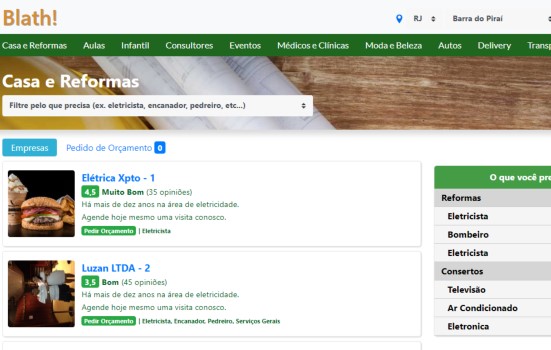 Blath!
RJ
Barra do Piraí
Casa e Reformas Aulas Infantil Consultores Eventos Médicos e Clínicas Moda e Beleza Autos Delivery Transp
Casa e Reformas
Filtre pelo que precisa (ex. eletricista, encanador, pedreiro, etc...)
Empresas Pedido de Orçamento 0
Elétrica Xpto - 1
4,5 Muito Bom (35 opiniões)
Há mais de dez anos na área de eletricidade.
Agende hoje mesmo uma visita conosco.
Pedir Orçamento | Eletricista
Luzan LTDA - 2
3,5 Bom (45 opiniões)
Há mais de dez anos na área de eletricidade.
Agende hoje mesmo uma visita conosco.
Pedir Orçamento | Eletricista, Encanador, Pedreiro, Serviços Gerais
O que você pre
Reformas
Eletricista
Bombeiro
Eletricista
Consertos
Televisão
Ar Condicionado
Eletronica